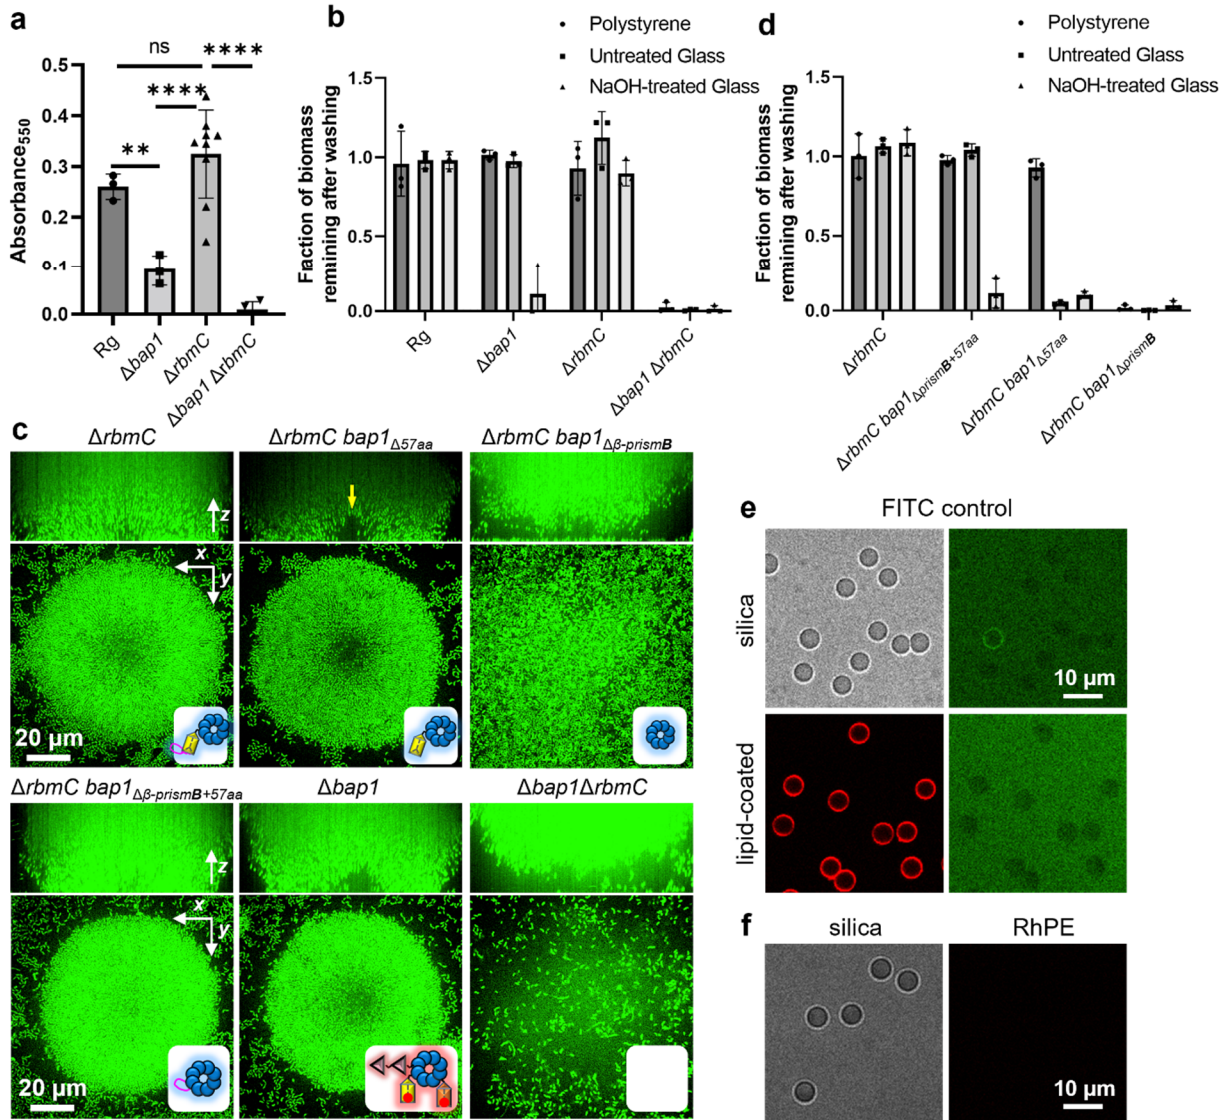 a
ns
****
****
**
Absorbance550
0.5
0.4
0.3
0.2
0.1
0.0
Rg
Δbap1
ΔrbmC
Δbap1 ΔrbmC
b
Polystyrene
Untreated Glass
NaOH-treated Glass
Faction of biomass
remining after washing
1.5
1.0
0.5
0.0
Rg
Δbap1
ΔrbmC
Δbap1 ΔrbmC
d
Polystyrene
Untreated Glass
NaOH-treated Glass
Faction of biomass
remining after washing
1.5
1.0
0.5
0.0
ΔrbmC
ΔrbmC bap1ΔprismB+57aa
ΔrbmC bap1Δ57aa
ΔrbmC bap1ΔprismB
c
ΔrbmC
ΔrbmC bap1Δ57aa
ΔrbmC bap1Δβ-prismB
z
x
y
20 µm
ΔrbmC bap1Δβ-prismB+57aa
Δbap1
Δbap1ΔrbmC
z
x
y
20 µm
e
FITC control
silica
10 µm
lipid-coated
f
silica
RhPE
10 µm